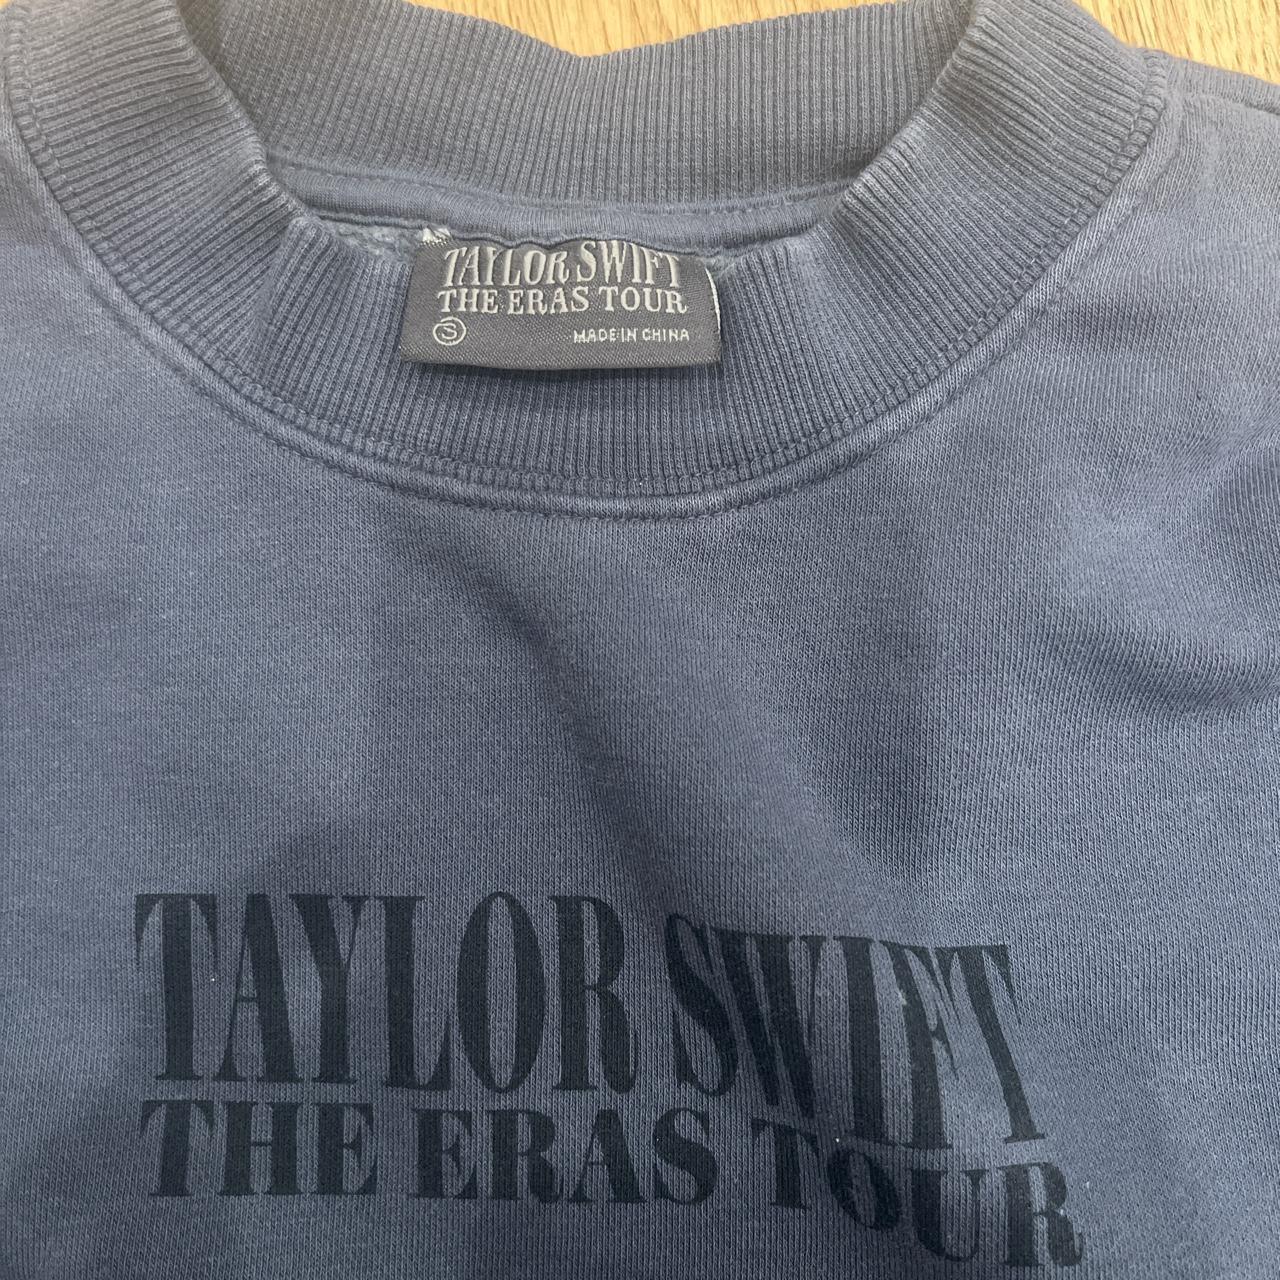 TAYLOR SWIFT
THE ERAS TOUR
S MADE IN CHINA
TAYLOR SWIFT
THE ERAS TOUR